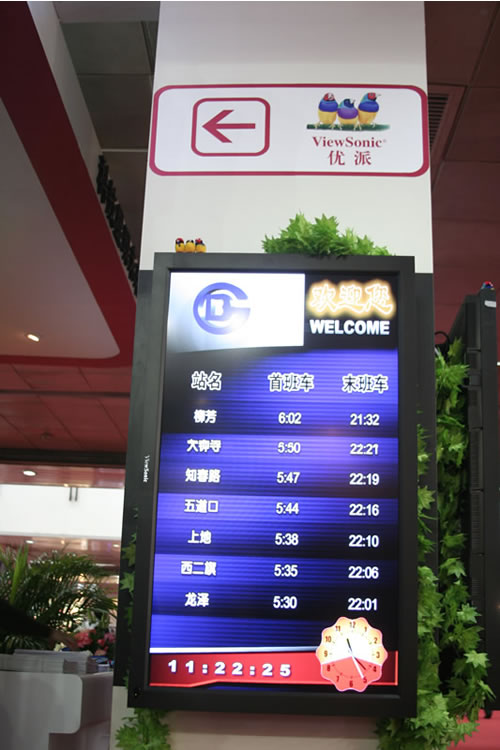 ViewSonic®
优派
欢迎您
WELCOME
站名 首班车 末班车
柳芳 6:02 21:32
大钟寺 5:50 22:21
知春路 5:47 22:19
五道口 5:44 22:16
上地 5:38 22:10
西二旗 5:35 22:06
龙泽 5:30 22:01
11:22:25
ViewSonic